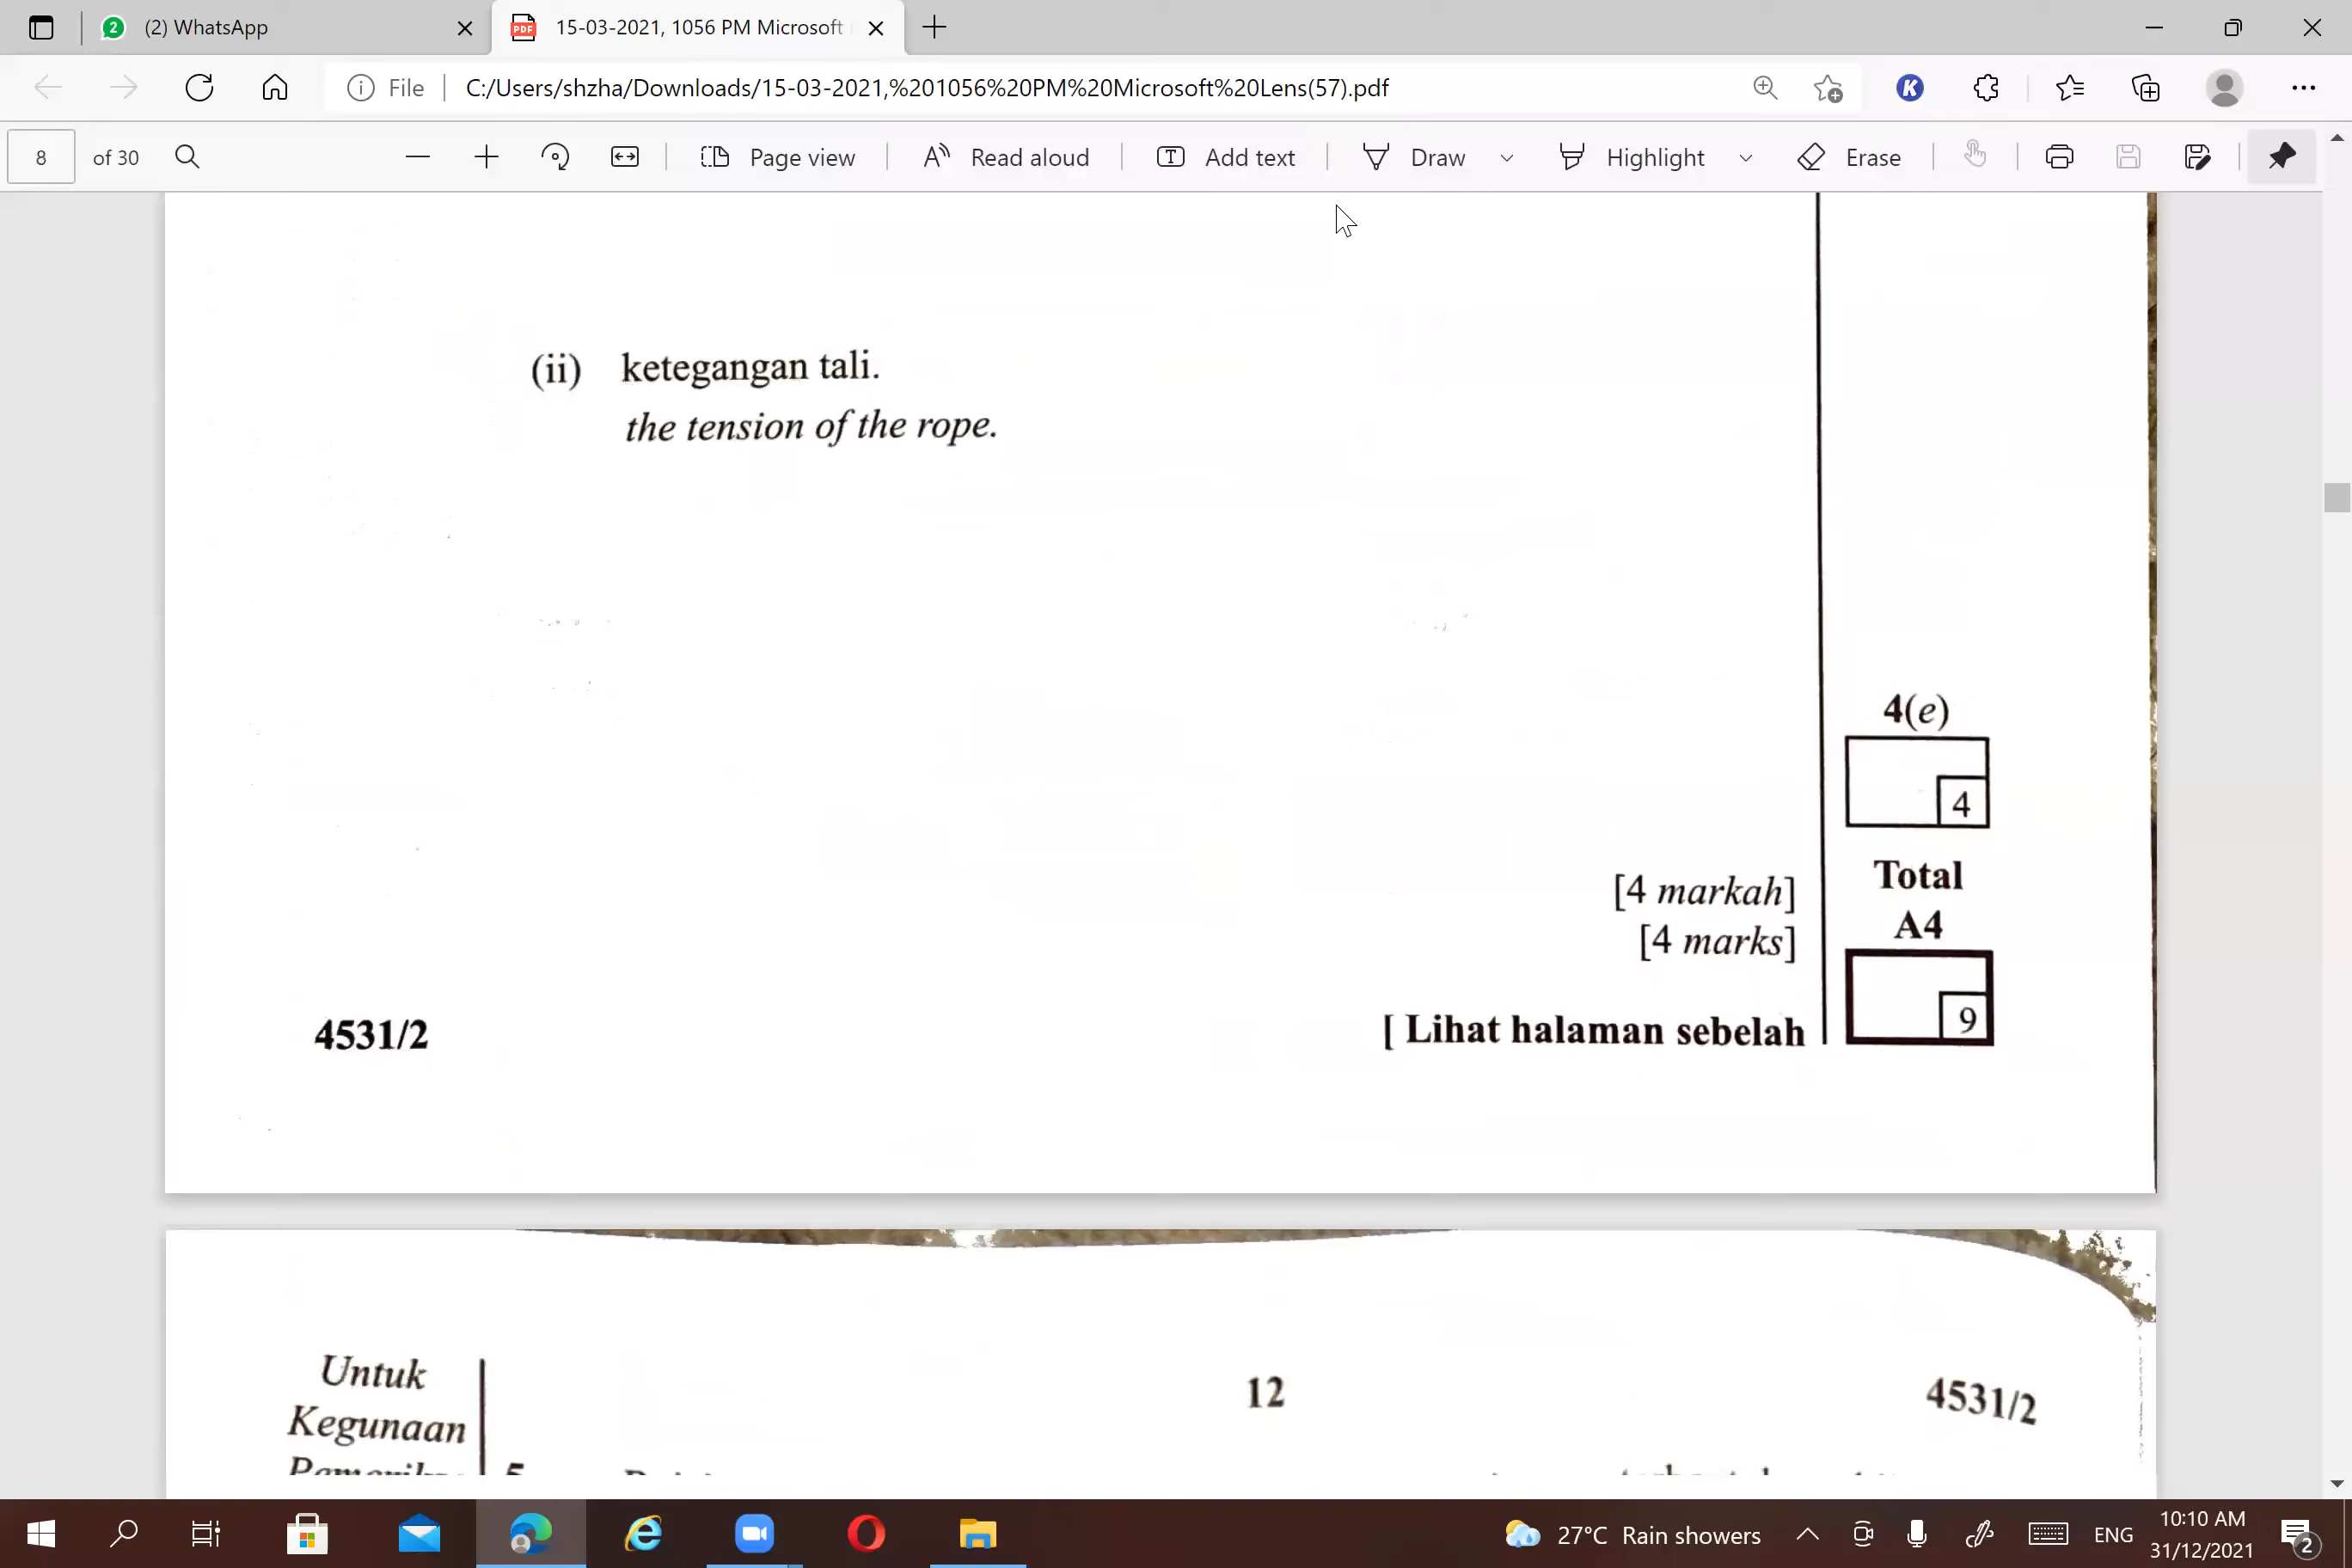 (2) WhatsApp
15-03-2021, 1056 PM Microsoft
File
C:/Users/shzha/Downloads/15-03-2021,%201056%20PM%20Microsoft%20Lens(57).pdf
8 of 30
Page view
Read aloud
Add text
Draw
Highlight
Erase
(ii) ketegangan tali.
the tension of the rope.
4(e)
4
[4 markah]
[4 marks]
Total
A4
9
4531/2
[ Lihat halaman sebelah
Untuk
Kegunaan
12
4531/2
27°C Rain showers
ENG
10:10 AM
31/12/2021
2